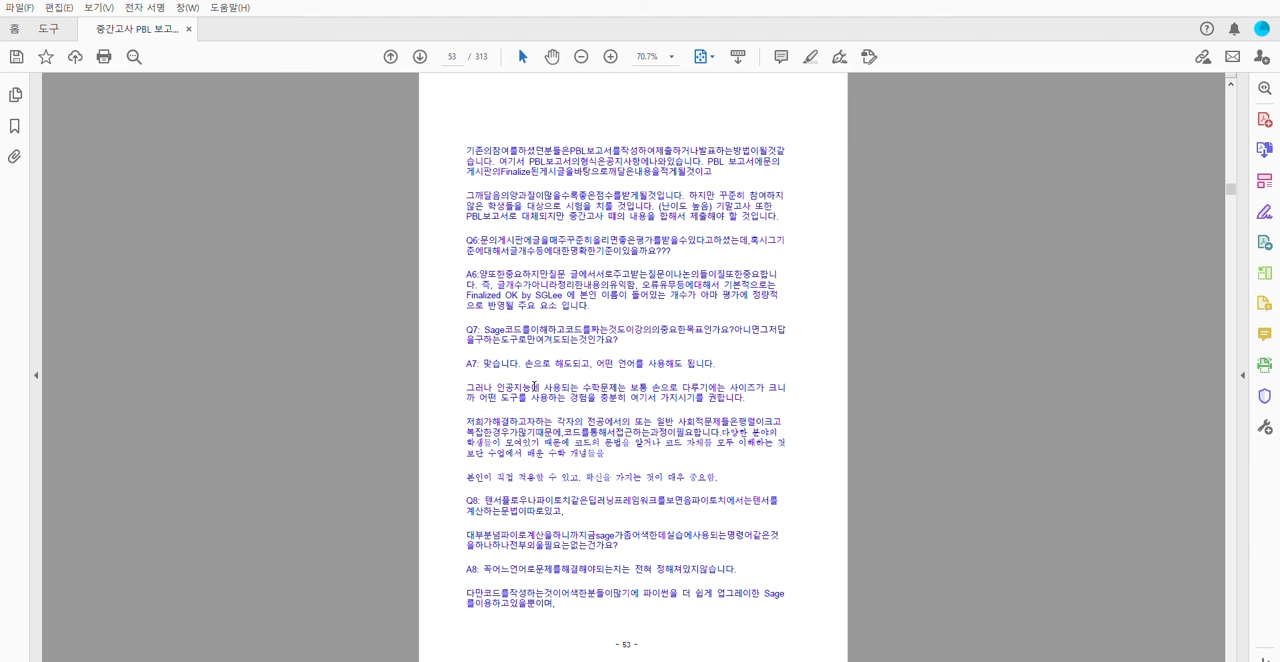 파일(F) 편집(E) 보기(V) 전자 서명 창(W) 도움말(H)
홈 도구 중간고사 PBL 보고... ×
53 / 313 70.7%
기존의참여를하셨던분들은PBL보고서를작성하여제출하거나발표하는방법이될것같
습니다. 여기서 PBL보고서의형식은공지사항에나와있습니다. PBL 보고서에문의
게시판의Finalize된게시글을바탕으로깨달은내용을적게될것이고
그깨달음의양과질이많을수록좋은점수를받게될것입니다. 하지만 꾸준히 참여하지
않은 학생들을 대상으로 시험을 치룰 것입니다. (난이도 높음) 기말고사 또한
PBL보고서로 대체되지만 중간고사 때의 내용을 합해서 제출해야 할 것입니다.
Q6:문의게시판에글을매주꾸준히올리면좋은평가를받을수있다고하셨는데,혹시그기
준에대해서글개수등에대한명확한기준이있을까요???
A6:양또한중요하지만질문 글에서서로주고받는질문이나논의들이질또한중요합니
다. 즉, 글개수가아니라정리한내용의유익함, 오류유무등에대해서 기본적으로는
Finalized OK by SGLee 에 본인 이름이 들어있는 개수가 아마 평가에 정량적
으로 반영될 주요 요소 입니다.
Q7: Sage코드를이해하고코드를짜는것도이강의의중요한목표인가요?아니면그저답
을구하는도구로만여겨도되는것인가요?
A7: 맞습니다. 손으로 해도되고, 어떤 언어를 사용해도 됩니다.
그러나 인공지능에 사용되는 수학문제는 보통 손으로 다루기에는 사이즈가 크니
까 어떤 도구를 사용하는 경험을 충분히 여기서 가지시기를 권합니다.
저희가해결하고자하는 각자의 전공에서의 또는 일반 사회적문제들은행렬이크고
복잡한경우가많기때문에,코드를통해서접근하는과정이필요합니다.다양한 분야의
학생들이 모여있기 때문에 코드의 문법을 알거나 코드 자체를 모두 이해하는 것
보단 수업에서 배운 수학 개념들을
본인이 직접 적용할 수 있고, 확신을 가지는 것이 매우 중요함.
Q8: 텐서플로우나파이토치같은딥러닝프레임워크를보면음파이토치에서는텐서를
계산하는문법이따로있고,
대부분넘파이로계산을하니까지금sage가좀어색한데실습에사용되는명령어같은것
을하나하나전부외울필요는없는건가요?
A8: 꼭어느언어로문제를해결해야되는지는 전혀 정해져있지않습니다.
다만코드를작성하는것이어색한분들이많기에 파이썬을 더 쉽게 업그레이한 Sage
를이용하고있을뿐이며,
- 53 -